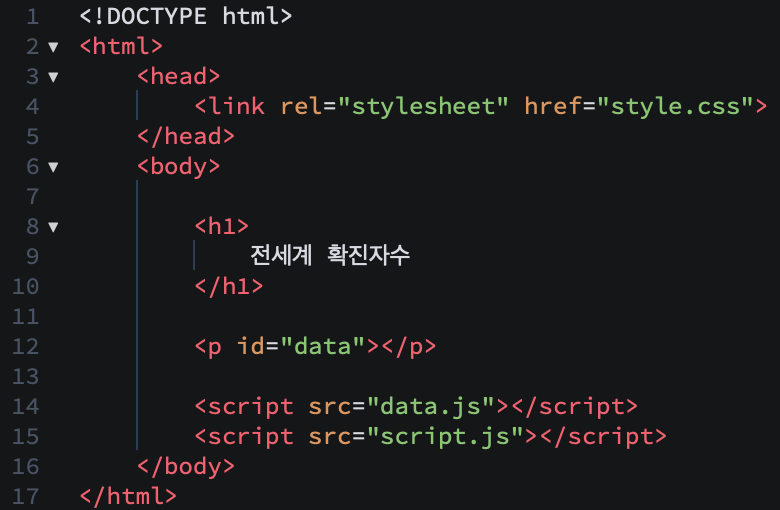 1 <!DOCTYPE html>
2 ▼ <html>
3 ▼ <head>
4 <link rel="stylesheet" href="style.css">
5 </head>
6 ▼ <body>
7
8 ▼ <h1>
9 전세계 확진자수
10 </h1>
11
12 <p id="data"></p>
13
14 <script src="data.js"></script>
15 <script src="script.js"></script>
16 </body>
17 </html>